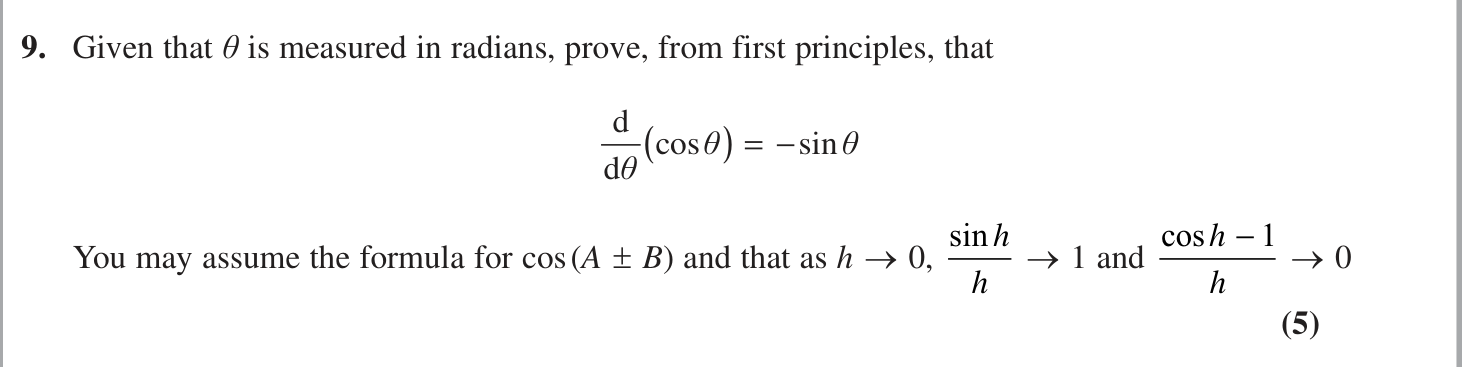 9. Given that θ is measured in radians, prove, from first principles, that
d/dθ (cos θ) = −sin θ
You may assume the formula for cos (A ± B) and that as h → 0, sin h / h → 1 and cos h − 1 / h → 0
(5)